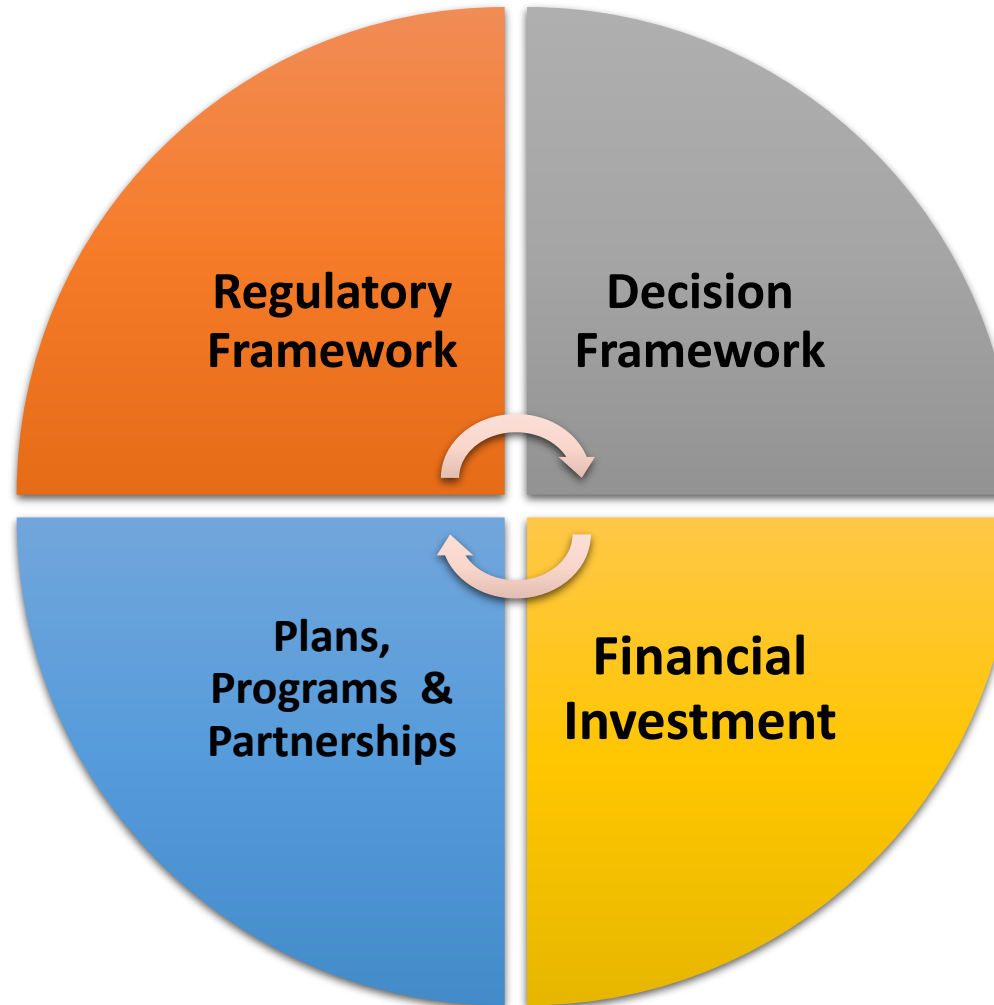 Regulatory
Framework
Decision
Framework
Plans,
Programs &
Partnerships
Financial
Investment